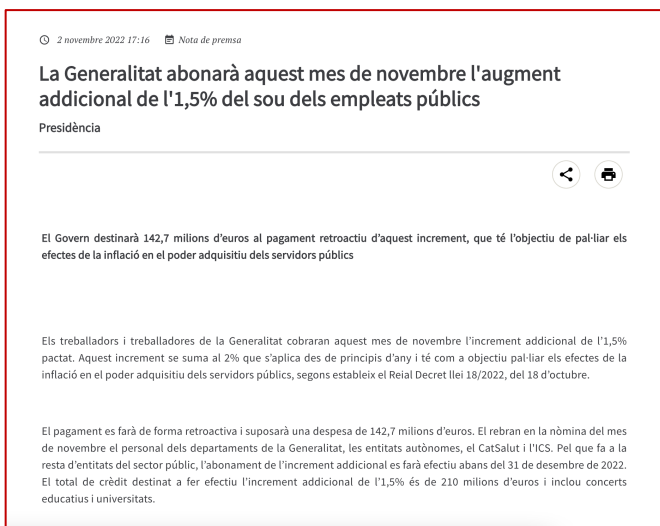 2 novembre 2022 17:16 Nota de premsa
La Generalitat abonarà aquest mes de novembre l'augment
addicional de l'1,5% del sou dels empleats públics
Presidència
El Govern destinarà 142,7 milions d’euros al pagament retroactiu d’aquest increment, que té l’objectiu de pal·liar els
efectes de la inflació en el poder adquisitiu dels servidors públics
Els treballadors i treballadores de la Generalitat cobraran aquest mes de novembre l’increment addicional de l’1,5%
pactat. Aquest increment se suma al 2% que s’aplica des de principis d’any i té com a objectiu pal·liar els efectes de la
inflació en el poder adquisitiu dels servidors públics, segons estableix el Reial Decret llei 18/2022, del 18 d’octubre.
El pagament es farà de forma retroactiva i suposarà una despesa de 142,7 milions d’euros. El rebran en la nòmina del mes
de novembre el personal dels departaments de la Generalitat, les entitats autònomes, el CatSalut i l’ICS. Pel que fa a la
resta d’entitats del sector públic, l’abonament de l’increment addicional es farà efectiu abans del 31 de desembre de 2022.
El total de crèdit destinat a fer efectiu l’increment addicional de l’1,5% és de 210 milions d’euros i inclou concerts
educatius i universitats.